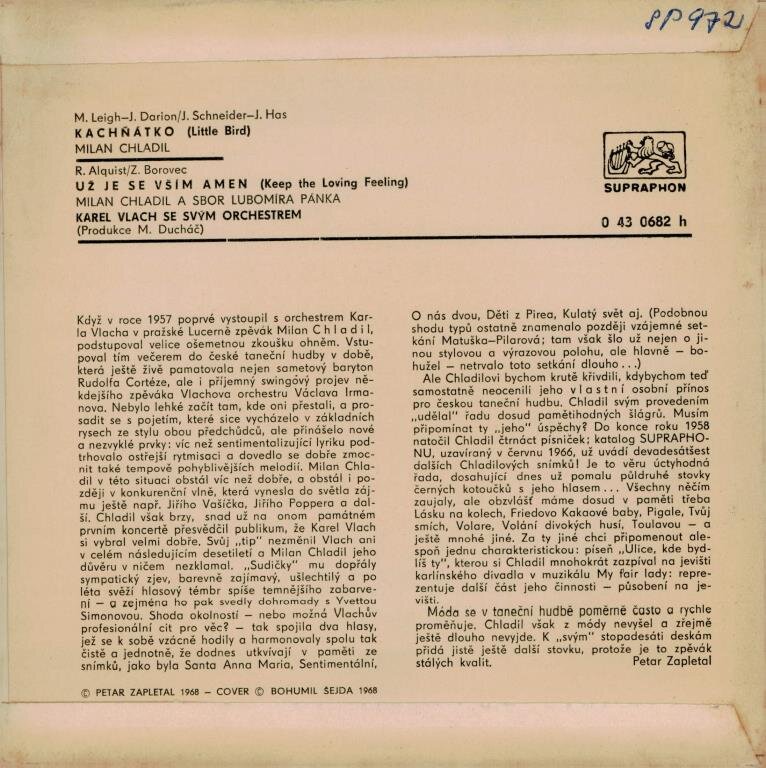 SP 972
M. Leigh–J. Darion/J. Schneider–J. Has
KACHŇÁTKO (Little Bird)
MILAN CHLADIL
R. Alquist/Z. Borovec
UŽ JE SE VŠÍM AMEN (Keep the Loving Feeling)
MILAN CHLADIL A SBOR LUBOMÍRA PÁNKA
KAREL VLACH SE SVÝM ORCHESTREM
(Produkce M. Ducháč)
SUPRAPHON
0 43 0682 h
Když v roce 1957 poprvé vystoupil s orchestrem Kar-
la Vlacha v pražské Lucerně zpěvák Milan Chladil,
podstupoval velice ošemetnou zkoušku ohněm. Vstu-
poval tím večerem do české taneční hudby v době,
která ještě živě pamatovala nejen sametový baryton
Rudolfa Cortéze, ale i příjemný swingóvý projev ně-
kdejšího zpěváka Vlachova orchestru Václava Irma-
nova. Nebylo lehké začít tam, kde oni přestali, a pro-
sadit se s pojetím, které sice vycházelo v základních
rysech ze stylu obou předchůdců, ale přinášelo nové
a nezvyklé prvky: víc než sentimentalizující lyriku pod-
trhovalo ostřejší rytmisaci a dovedlo se dobře zmoc-
nit také tempově pohyblivějších melodií. Milan Chla-
dil v této situaci obstál víc než dobře, a obstál i po-
zději v konkurenční vlně, která vynesla do světla záj-
mu ještě např. Jiřího Vašíčka, Jiřího Poppera a dal-
ší. Chladil však brzy, snad už na onom památném
prvním koncertě přesvědčil publikum, že Karel Vlach
si vybral velmi dobře. Svůj „tip" nezměnil Vlach ani
v celém následujícím desetiletí a Milan Chladil jeho
důvěru v ničem nezklamal. „Sudičky" mu dopřály
sympatický zjev, barevně zajímavý, ušlechtilý a po
léta svěží hlasový témbr spíše temnějšího zabarve-
ní – a zejména ho pak svedly dohromady s Yvettou
Simonovou. Shoda okolností – nebo možná Vlachův
profesionální cit pro věc? – tak spojila dva hlasy,
jež se k sobě vzácně hodily a harmonovaly spolu tak
čistě a jednotně, že dodnes utkvívají v paměti ze
snímků, jako byla Santa Anna Maria, Sentimentální,
O nás dvou, Děti z Pirea, Kulatý svět aj. (Podobnou
shodu typů ostatně znamenalo později vzájemné set-
kání Matuška-Pilarová; tam však šlo už nejen o ji-
nou stylovou a výrazovou polohu, ale hlavně – bo-
hužel – netrvalo toto setkání dlouho...)
Ale Chladilovi bychom krutě křivdili, kdybychom teď
samostatně neocenili jeho vlastní osobní přínos
pro českou taneční hudbu. Chladil svým provedením
„udělal" řadu dosud pamětihodných šlágrů. Musím
připomínat ty „jeho" úspěchy? Do konce roku 1958
natočil Chladil čtrnáct písniček; katalog SUPRAPHO-
NU, uzavíraný v červnu 1966, už uvádí devadesátšest
dalších Chladilových snímků! Je to věru úctyhodná
řada, dosahující dnes už pomalu půldruhé stovky
černých kotoučků s jeho hlasem... Všechny něčím
zaujaly, ale obzvlášť máme dosud v paměti třeba
Lásku na kolech, Friedovo Kakaové baby, Pigale, Tvůj
smích, Volare, Volání divokých husí, Toulavou – a
ještě mnohé jiné. Za ty jiné chci připomenout ale-
spoň jednu charakteristickou: píseň „Ulice, kde byd-
líš ty", kterou si Chladil mnohokrát zazpíval na jevišti
karlínského divadla v muzikálu My fair lady: repre-
zentuje další část jeho činnosti – působení na je-
višti.
Móda se v taneční hudbě poměrně často a rychle
proměňuje. Chladil však z módy nevyšel a zřejmě
ještě dlouho nevyjde. K „svým" stopadesáti deskám
přidá jistě ještě další stovku, protože je to zpěvák
stálých kvalit.
Petar Zapletal
© PETAR ZAPLETAL 1968 – COVER © BOHUMIL ŠEJDA 1968